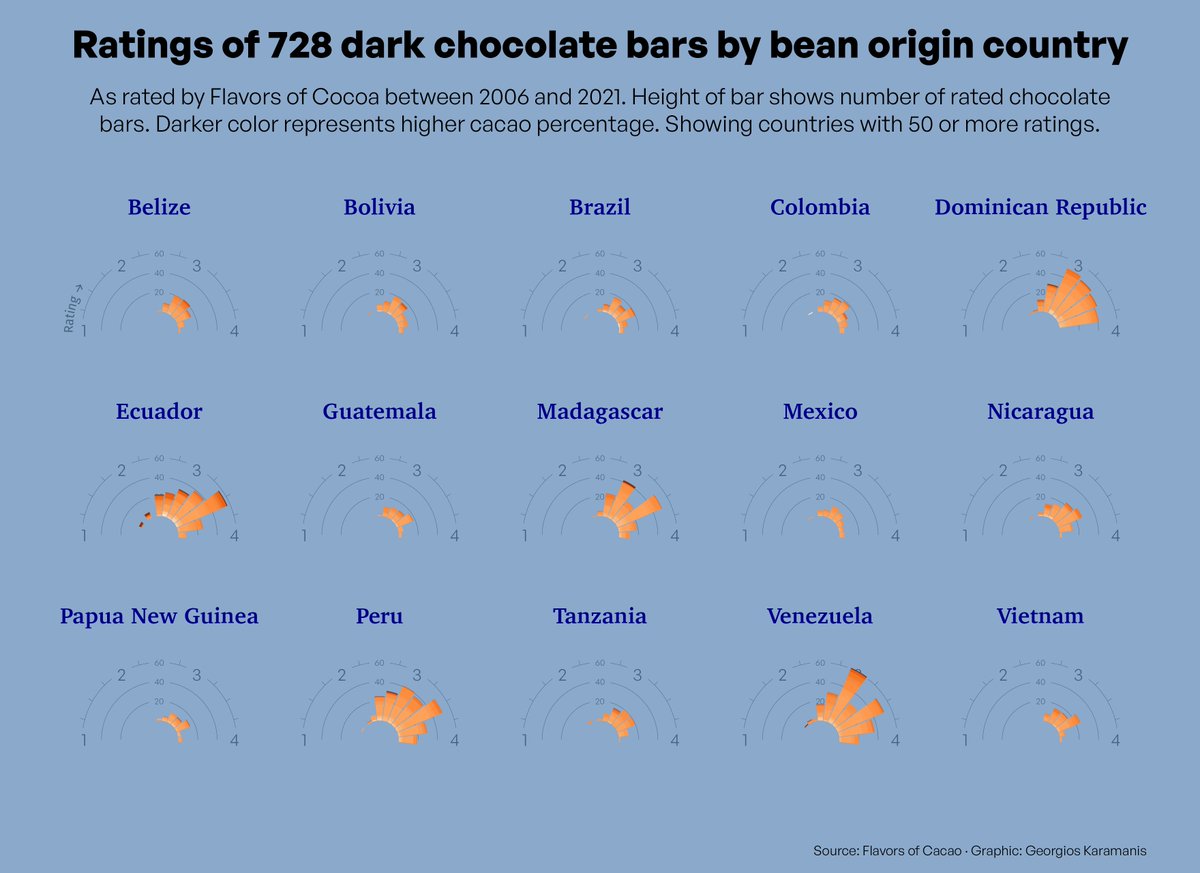 Ratings of 728 dark chocolate bars by bean origin country
As rated by Flavors of Cocoa between 2006 and 2021. Height of bar shows number of rated chocolate
bars. Darker color represents higher cacao percentage. Showing countries with 50 or more ratings.
Belize Bolivia Brazil Colombia Dominican Republic
60 60 60 60 60
2 3 2 3 2 3 2 3 2 3
40 40 40 40 40
20 20 20 20 20
Rating →
1 4 1 4 1 4 1 4 1 4
Ecuador Guatemala Madagascar Mexico Nicaragua
60 60 60 60 60
2 3 2 3 2 3 2 3 2 3
40 40 40 40 40
20 20 20 20 20
1 4 1 4 1 4 1 4 1 4
Papua New Guinea Peru Tanzania Venezuela Vietnam
60 60 60 60 60
2 3 2 3 2 3 2 2 3
40 40 40 40 40
20 20 20 20 20
1 4 1 4 1 4 1 4 1 4
Source: Flavors of Cacao · Graphic: Georgios Karamanis